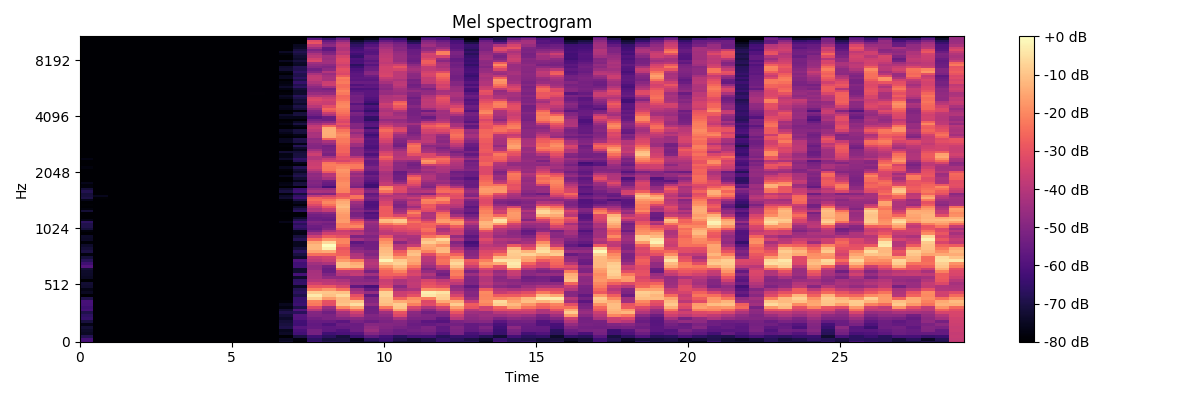 Mel spectrogram
Hz
8192
4096
2048
1024
512
0
0 5 10 15 20 25
Time
+0 dB
-10 dB
-20 dB
-30 dB
-40 dB
-50 dB
-60 dB
-70 dB
-80 dB